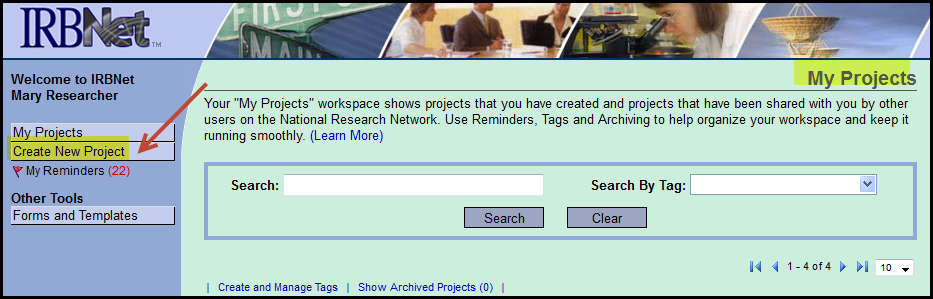 IRBNet™
MAIN
Welcome to IRBNet
Mary Researcher
My Projects
Create New Project
My Reminders (22)
Other Tools
Forms and Templates
My Projects
Your "My Projects" workspace shows projects that you have created and projects that have been shared with you by other
users on the National Research Network. Use Reminders, Tags and Archiving to help organize your workspace and keep it
running smoothly. (Learn More)
Search:
Search By Tag:
Search
Clear
1 - 4 of 4
10
| Create and Manage Tags | Show Archived Projects (0) |